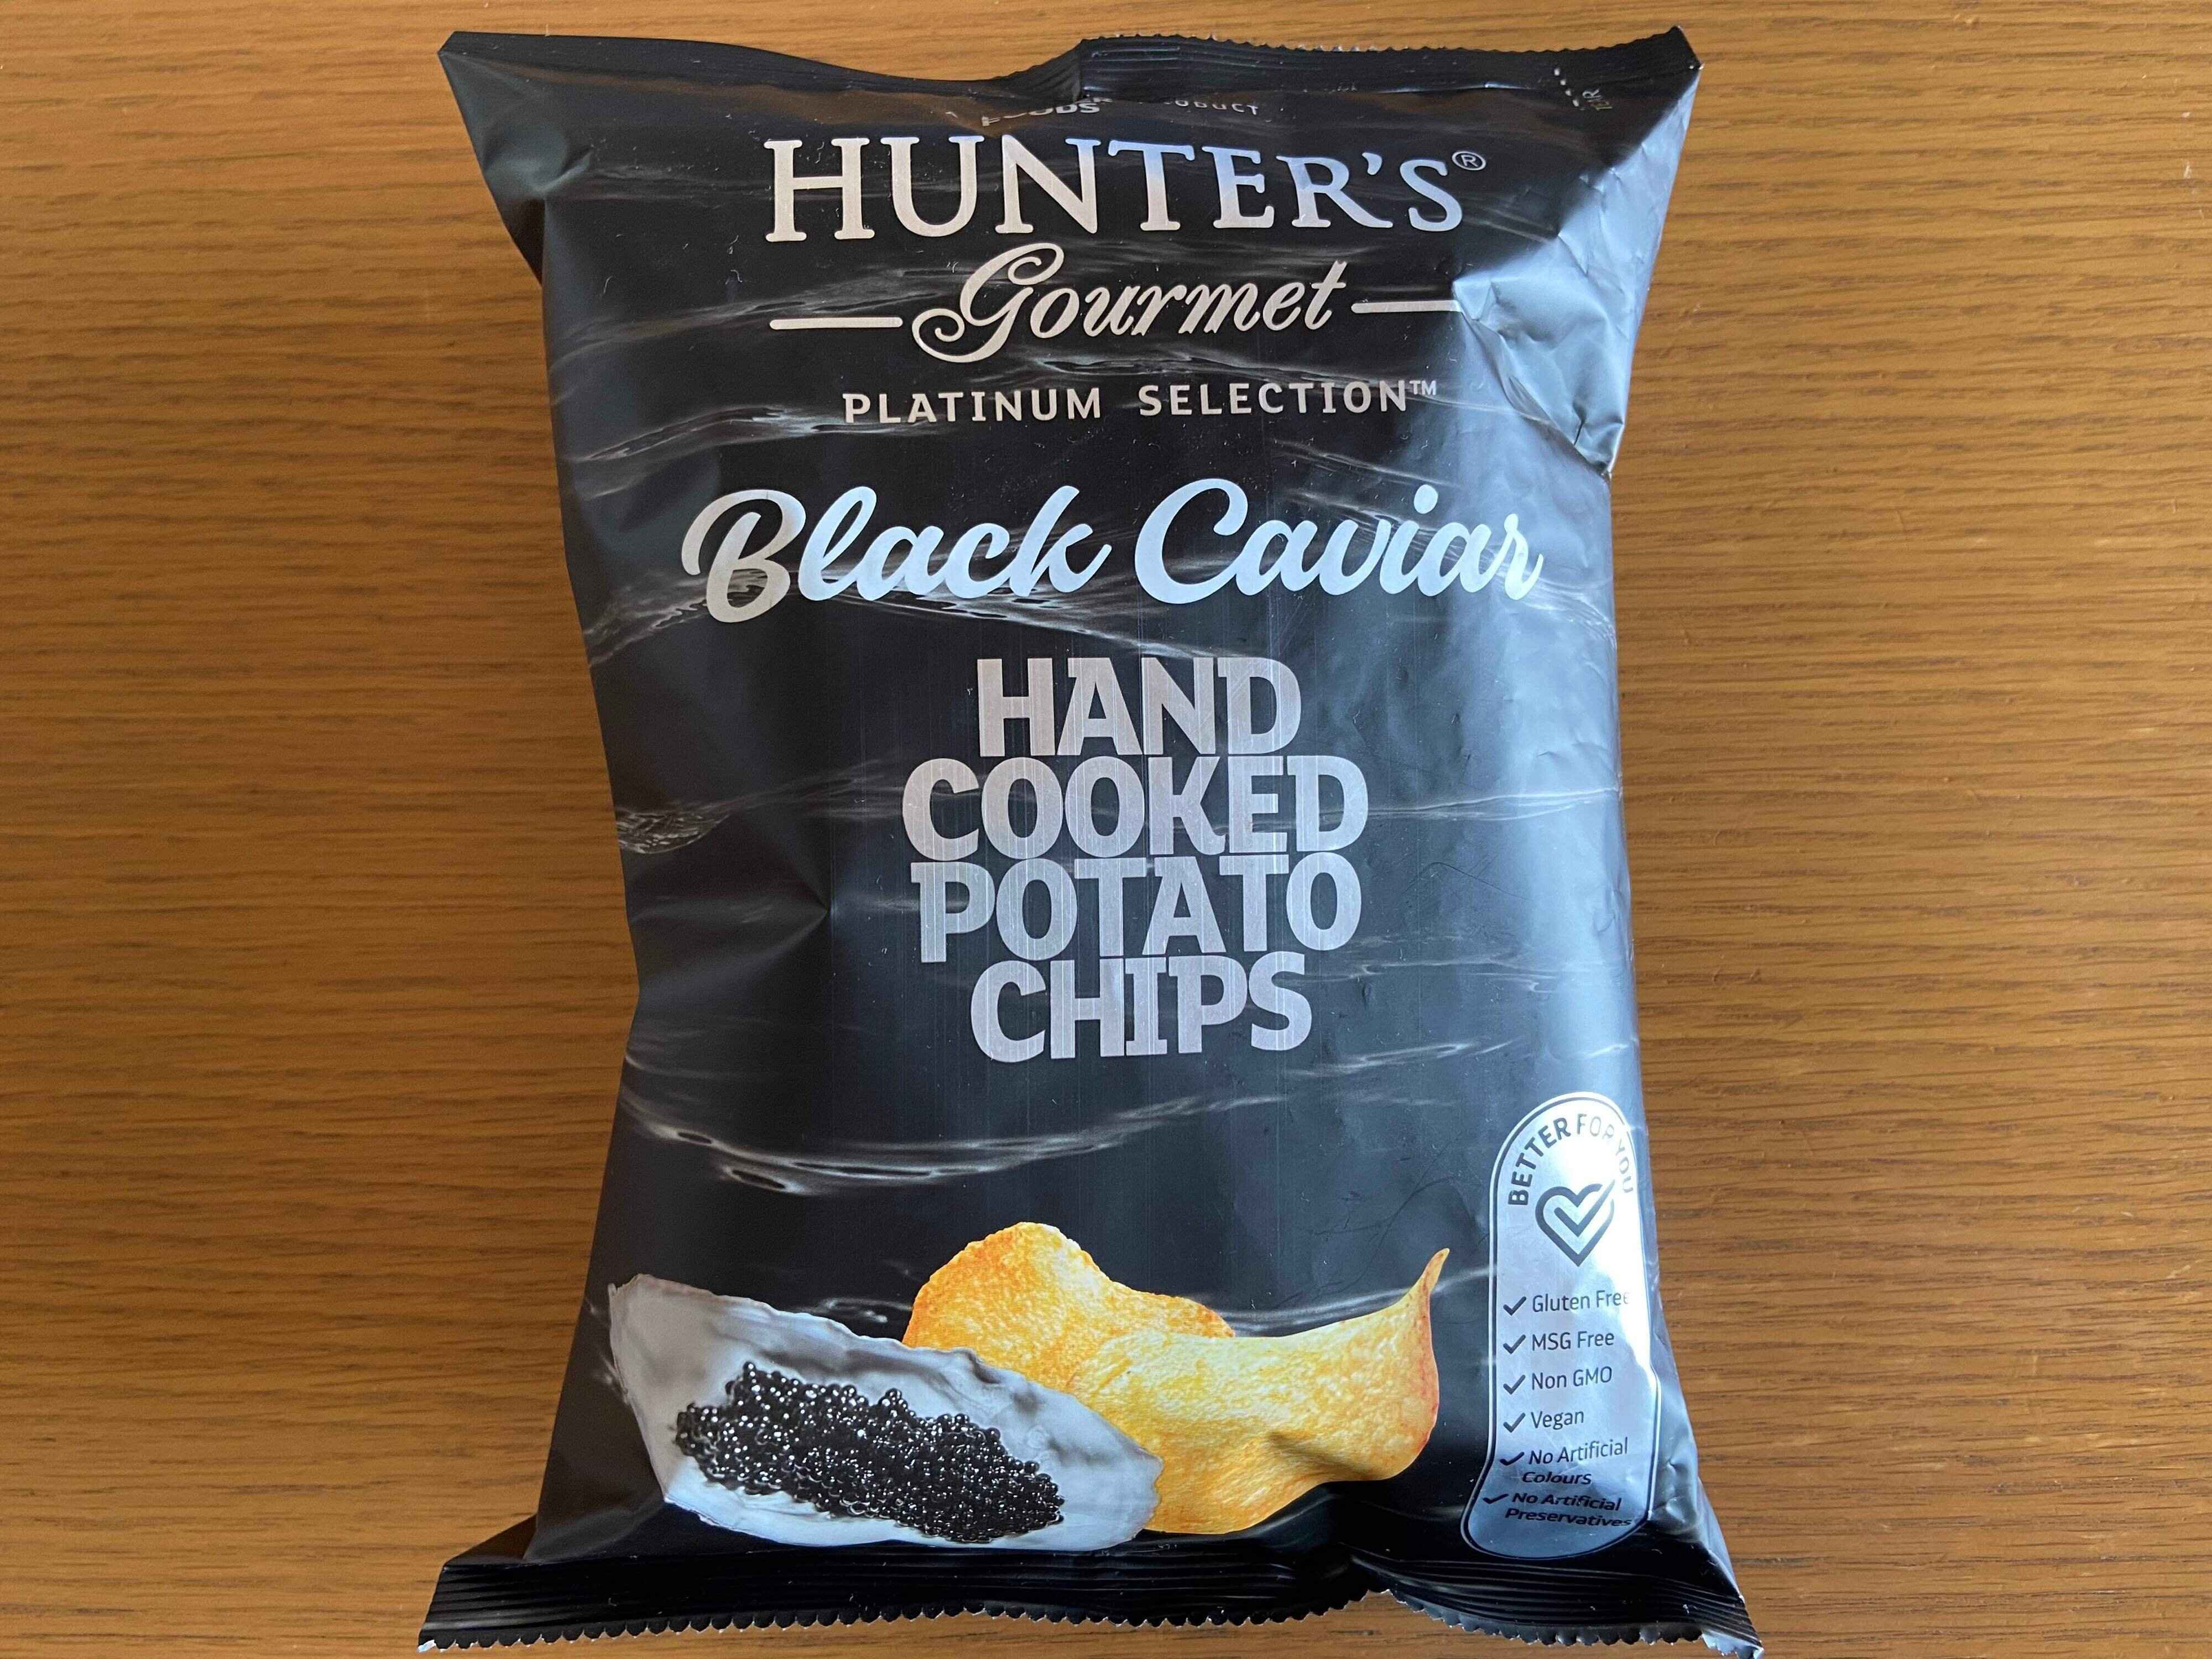 FOODS
HUNTER'S®
Gourmet
PLATINUM SELECTION™
Black Caviar
HAND
COOKED
POTATO
CHIPS
BETTER FOR YOU
Gluten Free
MSG Free
Non GMO
Vegan
No Artificial
Colours
No Artificial
Preservatives